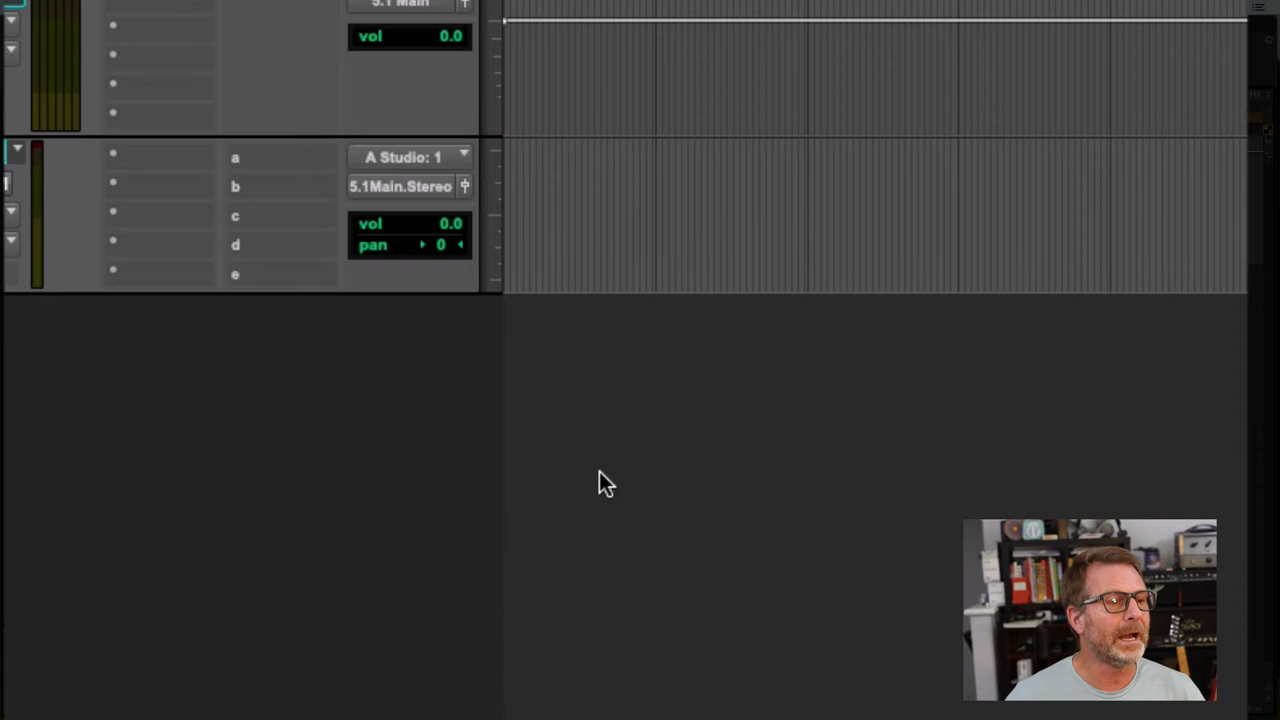 5.1 Main
vol 0.0
a
A Studio: 1
b
5.1Main.Stereo
c
vol 0.0
d
pan 0
e